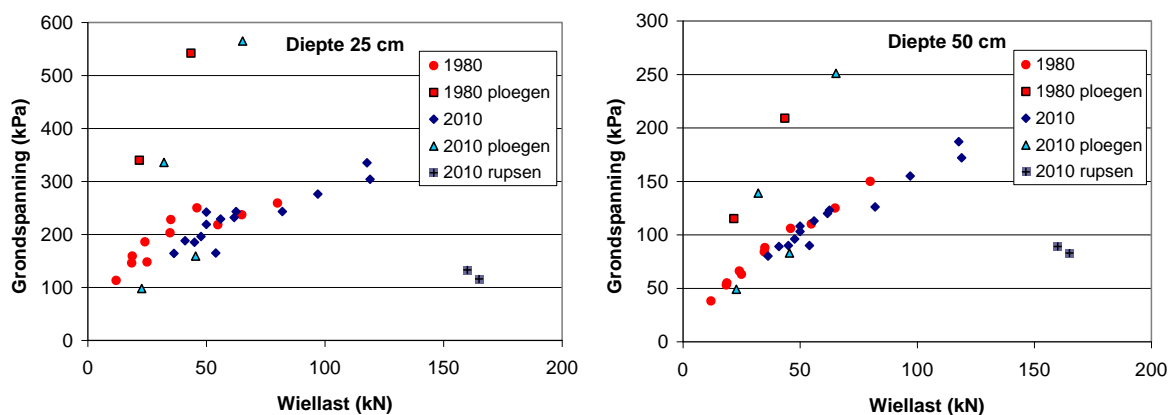 Diepte 25 cm
Grondspanning (kPa)
600
500
400
300
200
100
0
1980
1980 ploegen
2010
2010 ploegen
2010 rupsen
0 50 100 150 200
Wiellast (kN)
Diepte 50 cm
Grondspanning (kPa)
300
250
200
150
100
50
0
1980
1980 ploegen
2010
2010 ploegen
2010 rupsen
0 50 100 150 200
Wiellast (kN)